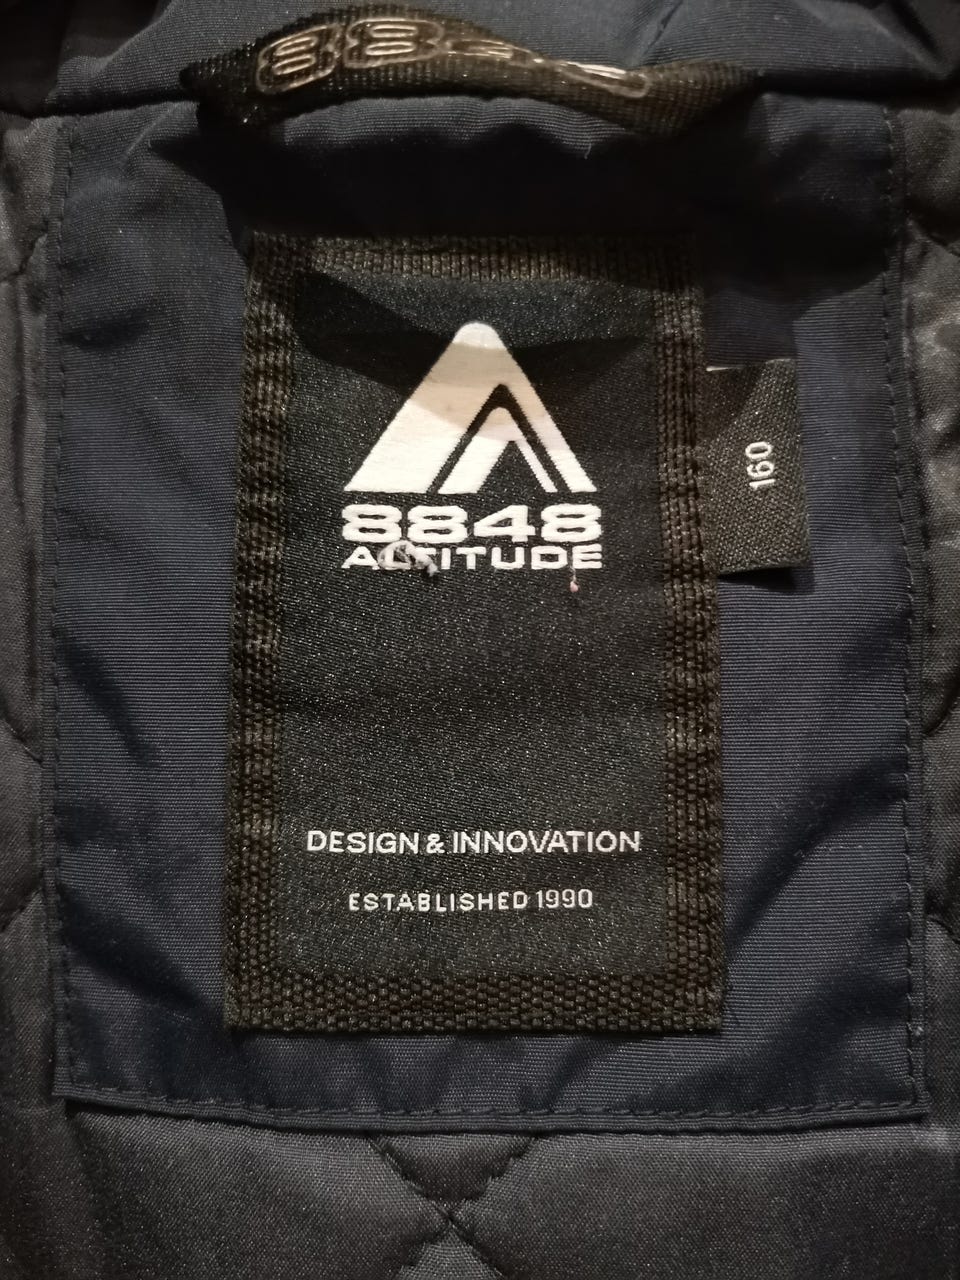 8848
ALTITUDE
160
DESIGN & INNOVATION
ESTABLISHED 1990